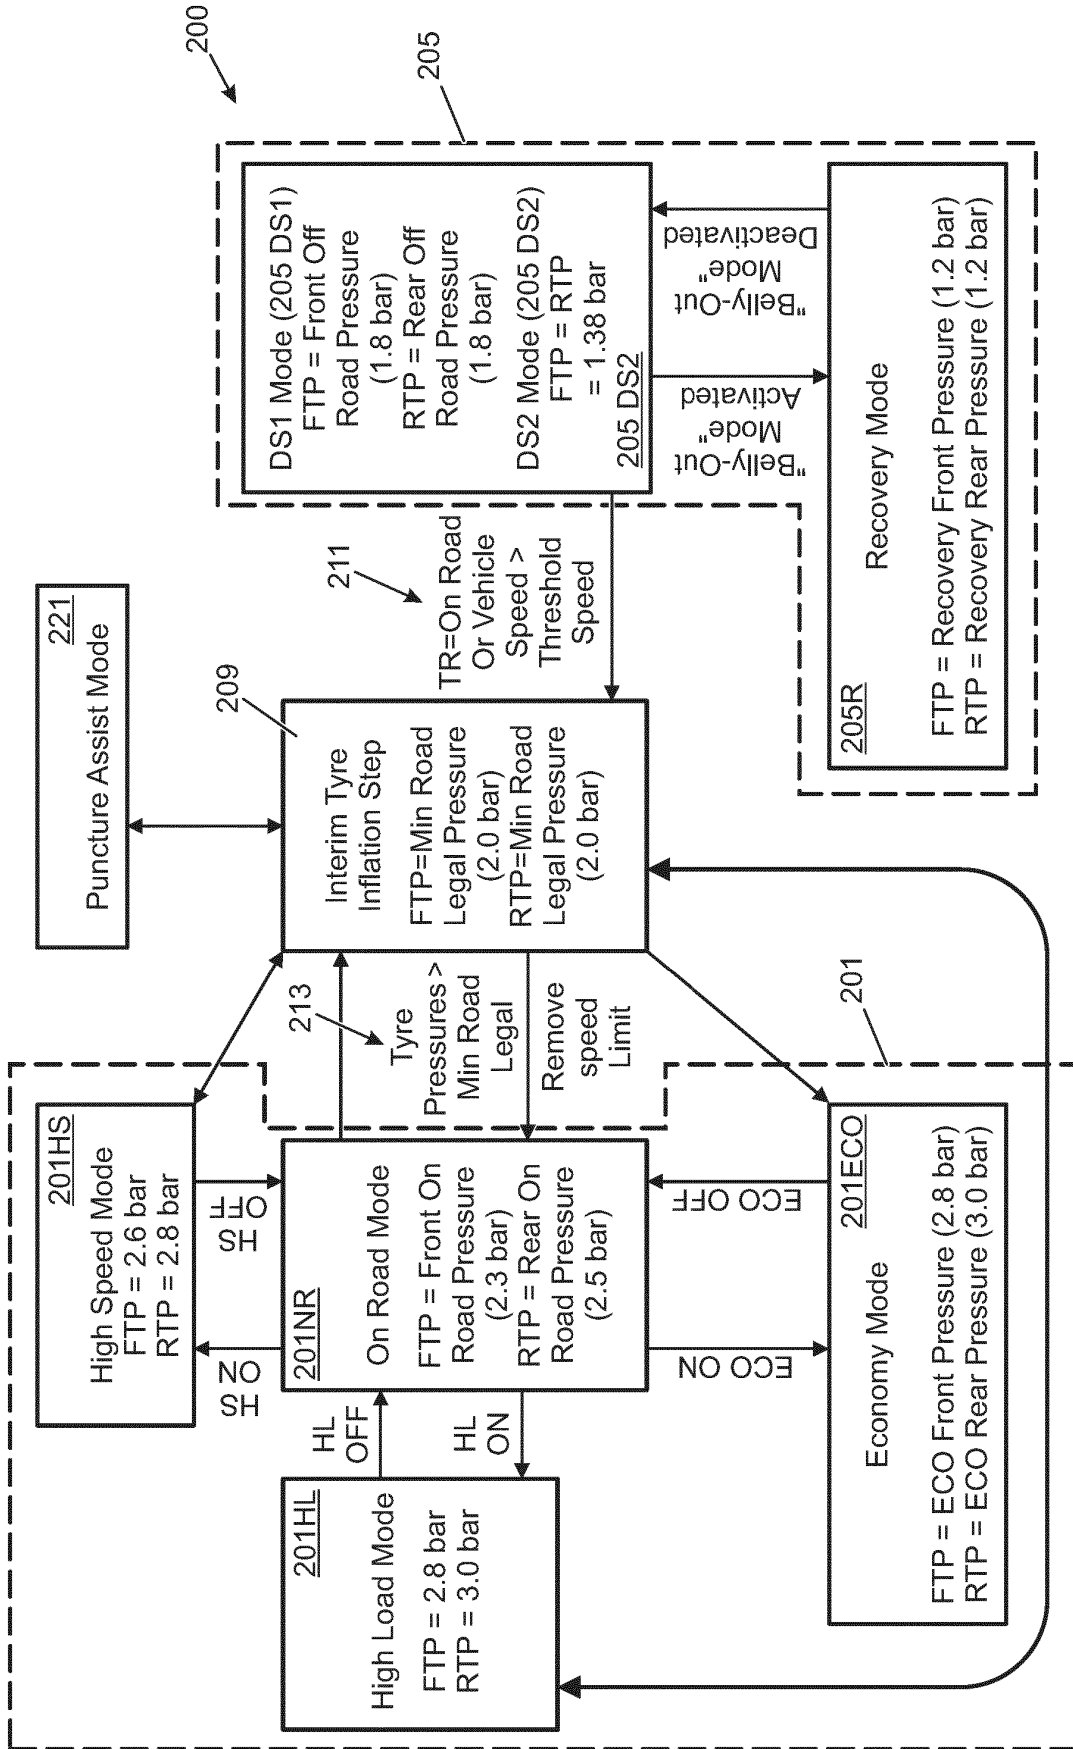 200
205
DS1 Mode (205 DS1)
FTP = Front Off
Road Pressure
(1.8 bar)
RTP = Rear Off
Road Pressure
(1.8 bar)
DS2 Mode (205 DS2)
FTP = RTP
= 1.38 bar
205 DS2
"Belly-Out
Mode"
Activated
"Belly-Out
Mode"
Deactivated
205R
Recovery Mode
FTP = Recovery Front Pressure (1.2 bar)
RTP = Recovery Rear Pressure (1.2 bar)
211
TR=On Road
Or Vehicle
Speed >
Threshold
Speed
221
Puncture Assist Mode
209
Interim Tyre
Inflation Step
FTP=Min Road
Legal Pressure
(2.0 bar)
RTP=Min Road
Legal Pressure
(2.0 bar)
213
Tyre
Pressures>
Min Road
Legal
Remove
speed
Limit
201
201HS
High Speed Mode
FTP = 2.6 bar
RTP = 2.8 bar
HS
ON
HS
OFF
201NR
On Road Mode
FTP = Front On
Road Pressure
(2.3 bar)
RTP = Rear On
Road Pressure
(2.5 bar)
HL
OFF
HL
ON
201HL
High Load Mode
FTP = 2.8 bar
RTP = 3.0 bar
ECO ON
ECO OFF
201ECO
Economy Mode
FTP = ECO Front Pressure (2.8 bar)
RTP = ECO Rear Pressure (3.0 bar)